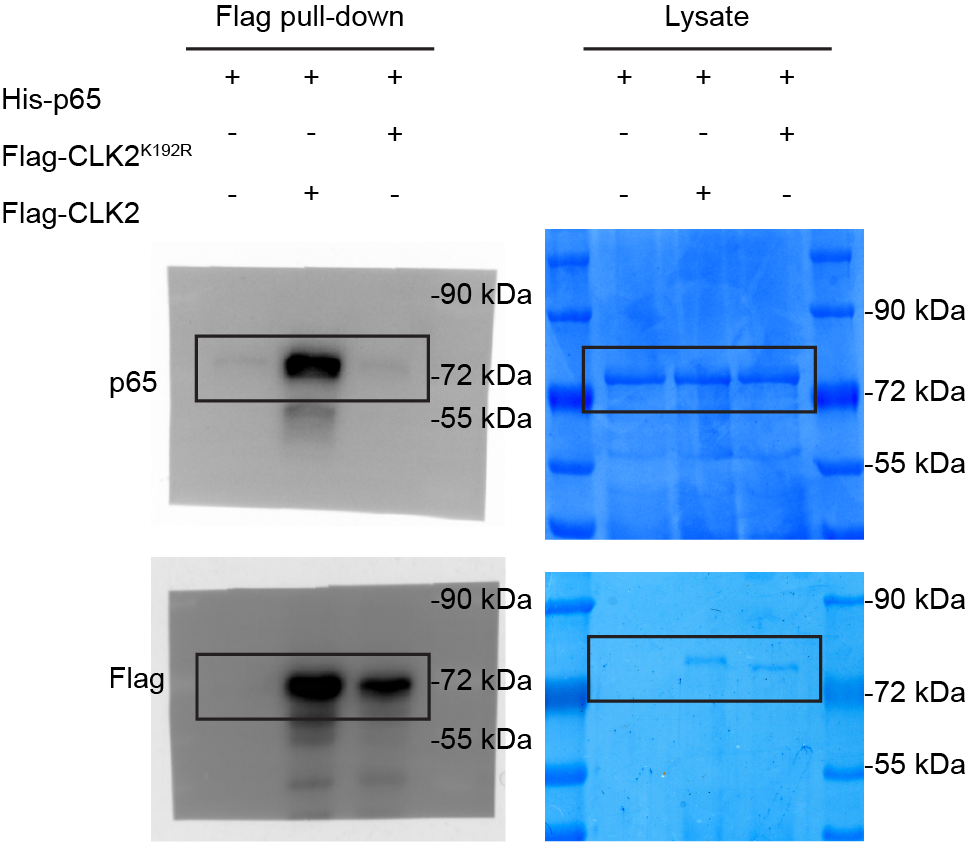 Flag pull-down Lysate
His-p65 + + + + + +
Flag-CLK2K192R - - + - - +
Flag-CLK2 - + - - + -
-90 kDa -90 kDa
p65 -72 kDa -72 kDa
-55 kDa -55 kDa
-90 kDa -90 kDa
Flag -72 kDa -72 kDa
-55 kDa -55 kDa